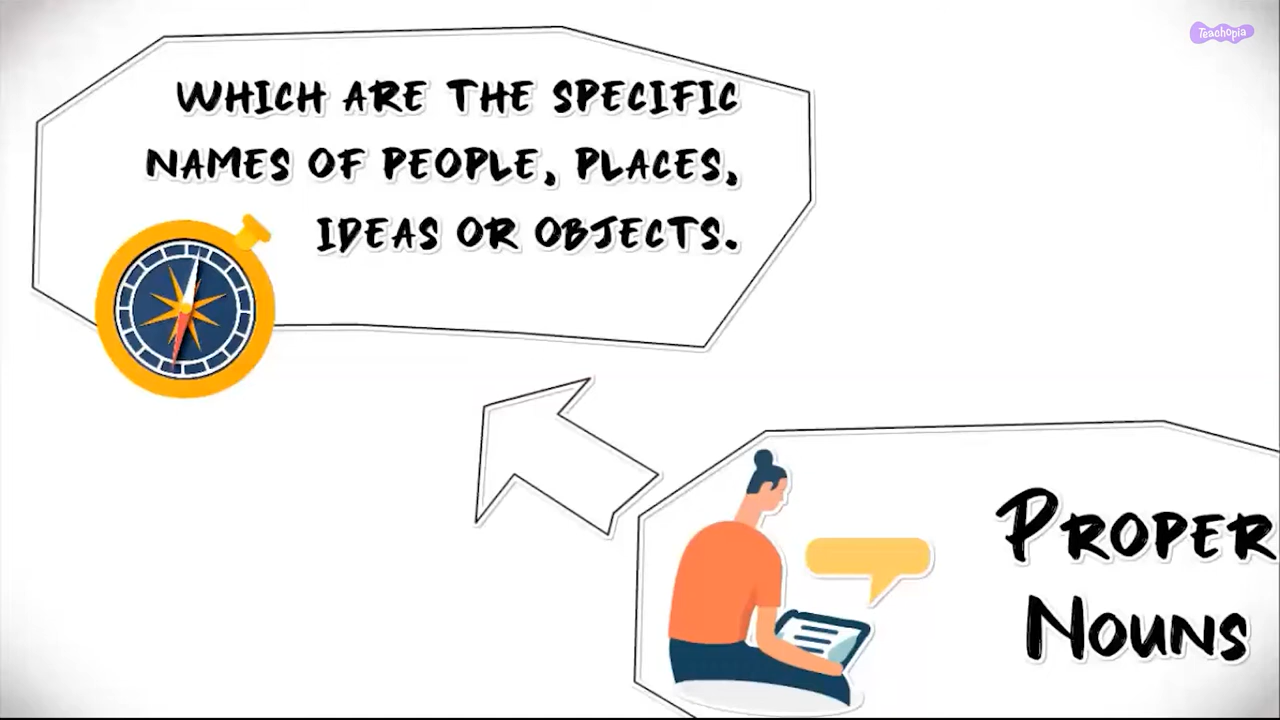 Teachopia
WHICH ARE THE SPECIFIC
NAMES OF PEOPLE, PLACES,
IDEAS OR OBJECTS.
PROPER
NOUNS